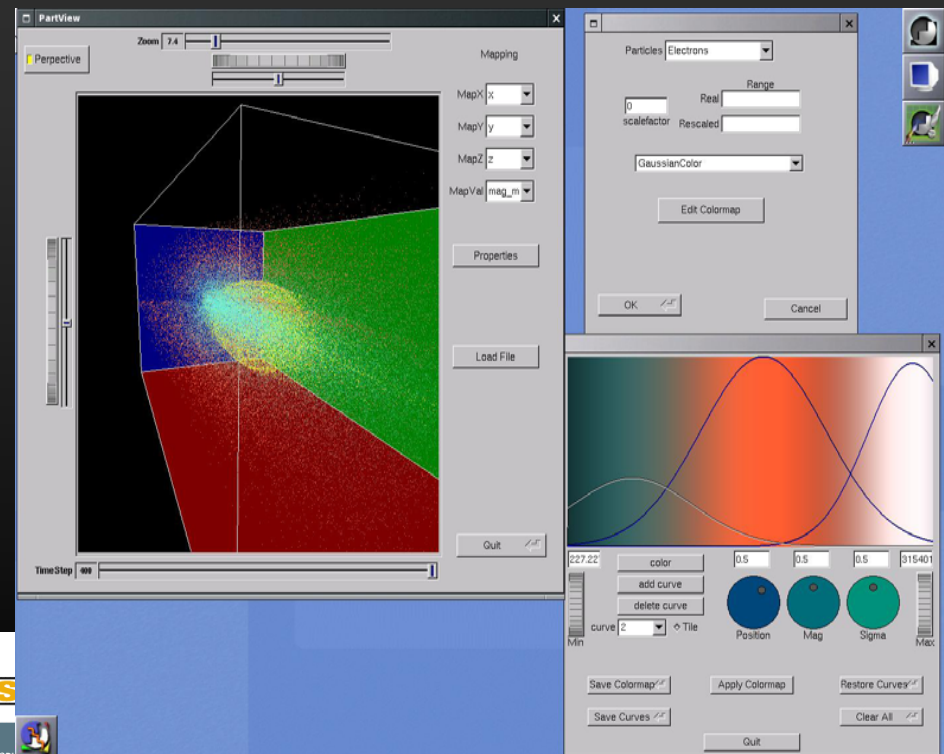 PartView
Zoom 7.4
Perpective
Mapping
MapX x
MapY y
MapZ z
MapVal mag_m
Properties
Load File
Quit
TimeStep 400
Particles Electrons
Range
Real
0
scalefactor Rescaled
GaussianColor
Edit Colormap
OK
Cancel
227.22
color
0.5
0.5
0.5
315401
add curve
delete curve
curve 2
Tile
Min
Position
Mag
Sigma
Max
Save Colormap
Apply Colormap
Restore Curves
Save Curves
Clear All
Quit
S